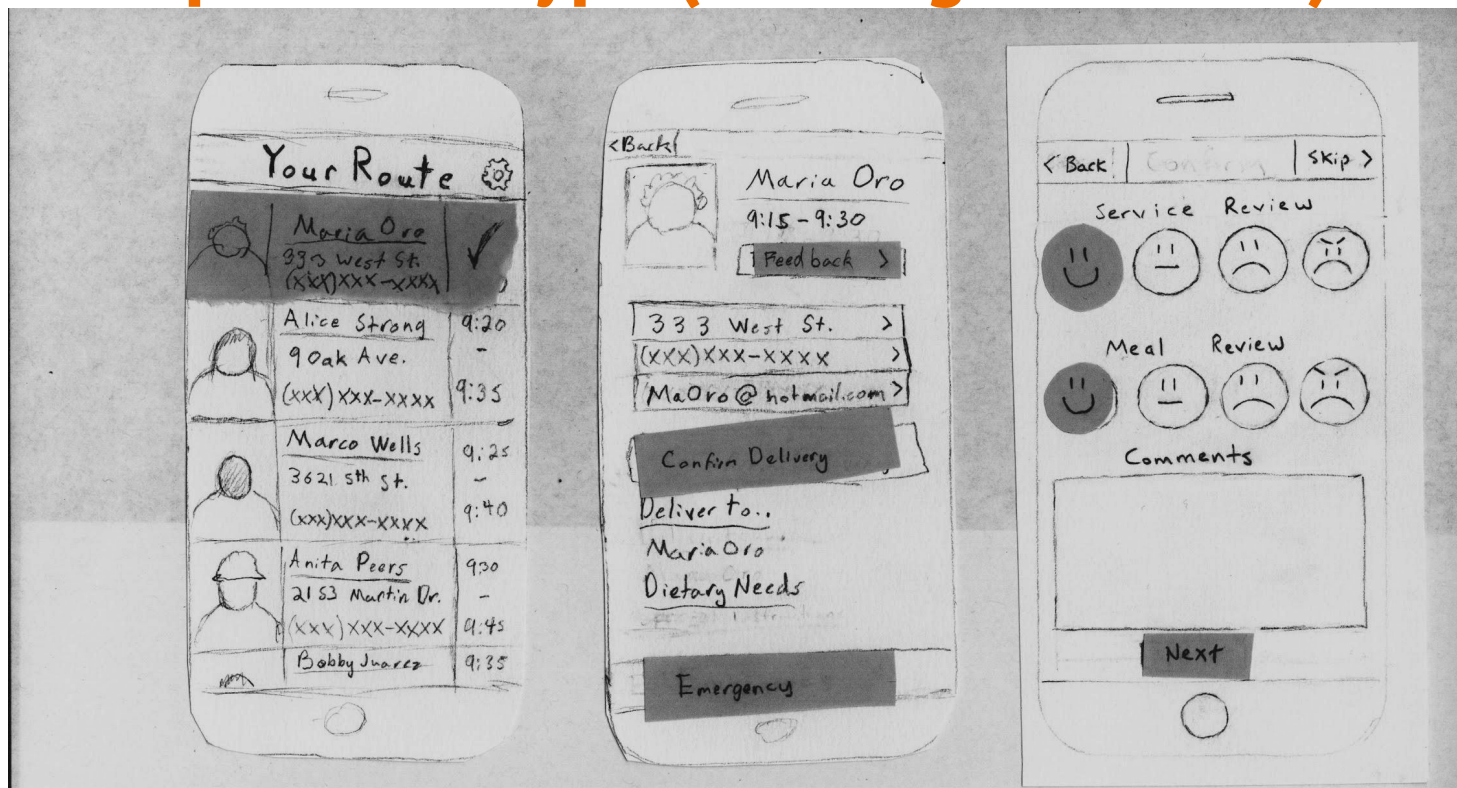 Your Route
Maria Oro
333 West St.
(XXX)XXX-XXXX
Alice Strong
9 Oak Ave.
(XXX) XXX-XXXX
9:20
-
9:35
Marco Wells
3621 5th St.
(XXX)XXX-XXXX
9:25
-
9:40
Anita Peers
2153 Martin Dr.
(XXX)XXX-XXXX
9:30
-
9:45
Bobby Juarez
9:35
<Back
Maria Oro
9:15-9:30
Feedback >
333 West St. >
(XXX)XXX-XXXX >
MaOro@hotmail.com >
Confirm Delivery
Deliver to..
Maria Oro
Dietary Needs
Emergency
< Back
Confirm
Skip >
Service Review
Meal Review
Comments
Next